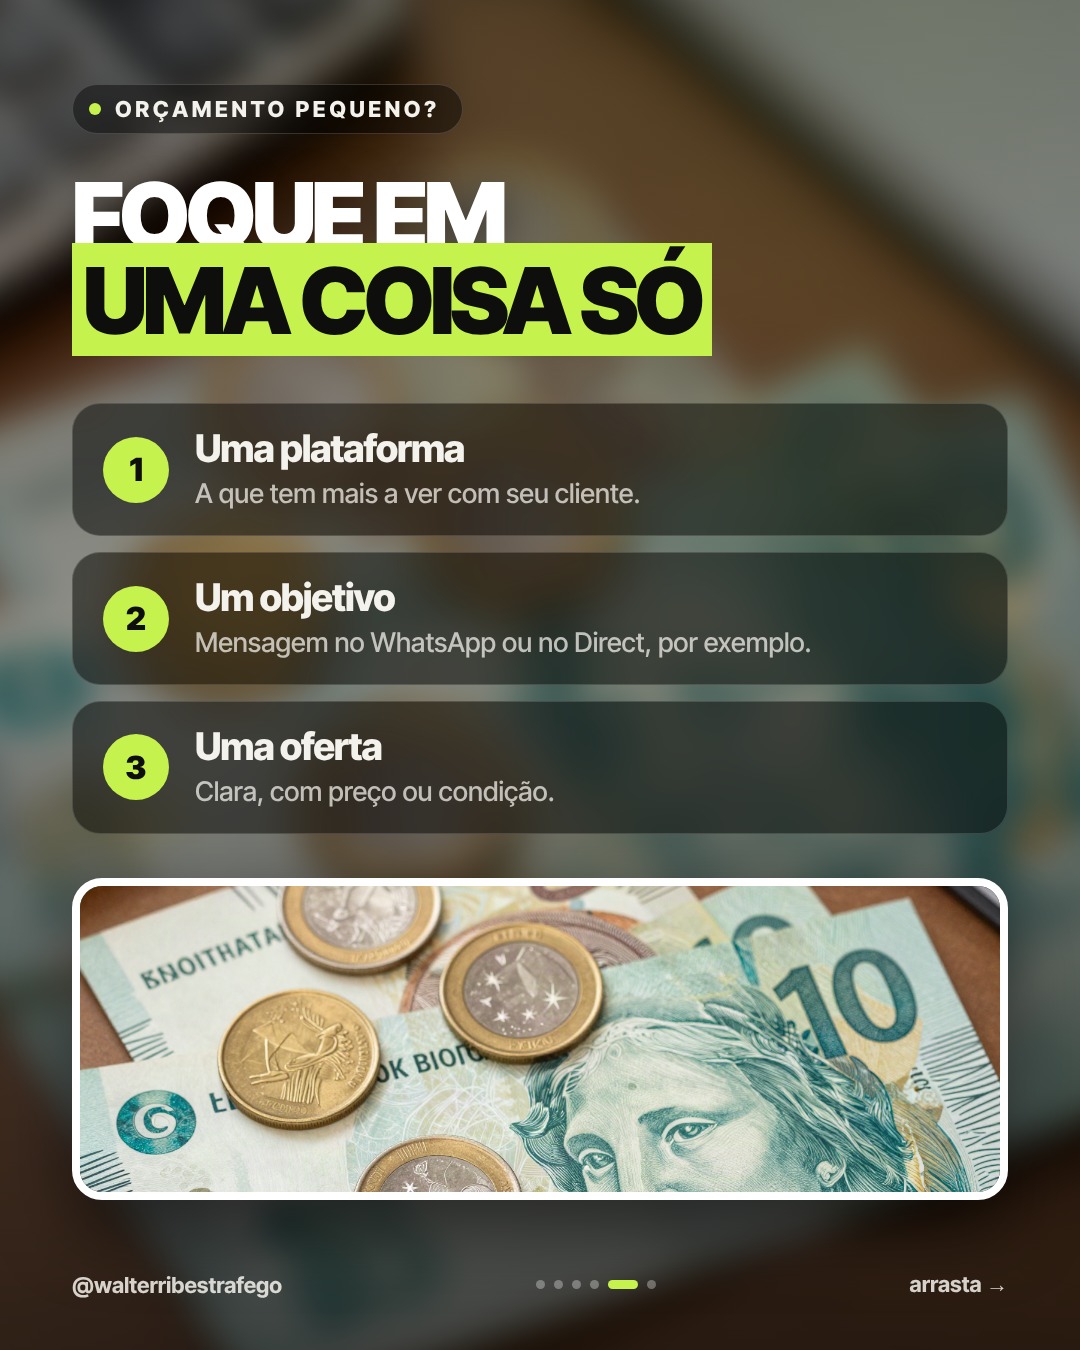 ORÇAMENTO PEQUENO?
FOQUE EM
UMA COISA SÓ
1
Uma plataforma
A que tem mais a ver com seu cliente.
2
Um objetivo
Mensagem no WhatsApp ou no Direct, por exemplo.
3
Uma oferta
Clara, com preço ou condição.
10
@walterribestrafego
arrasta →